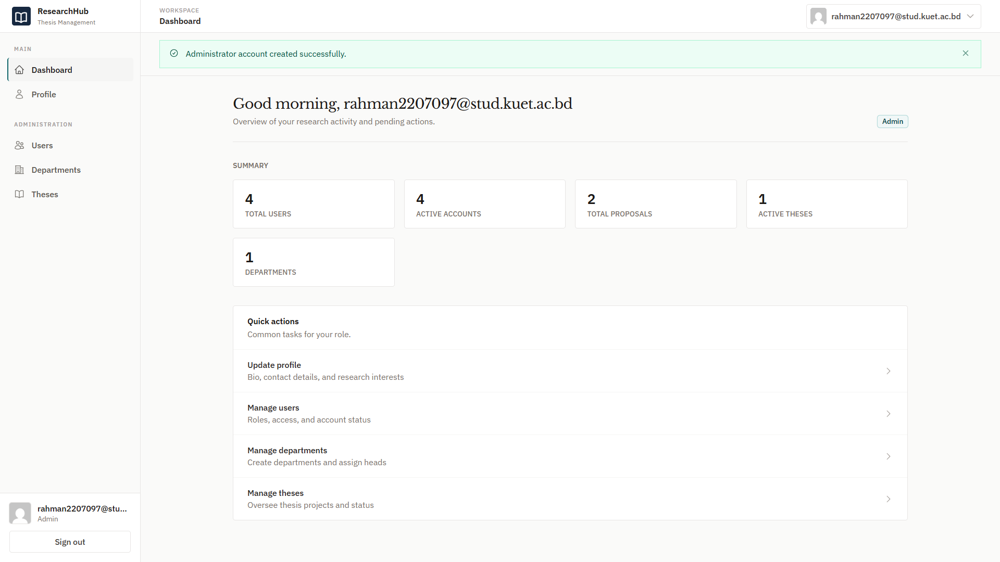 ResearchHub
Thesis Management
MAIN
Dashboard
Profile
ADMINISTRATION
Users
Departments
Theses
rahman2207097@stu...
Admin
Sign out
WORKSPACE
Dashboard
rahman2207097@stud.kuet.ac.bd
Administrator account created successfully.
Good morning, rahman2207097@stud.kuet.ac.bd
Overview of your research activity and pending actions.
Admin
SUMMARY
4
TOTAL USERS
4
ACTIVE ACCOUNTS
2
TOTAL PROPOSALS
1
ACTIVE THESES
1
DEPARTMENTS
Quick actions
Common tasks for your role.
Update profile
Bio, contact details, and research interests
Manage users
Roles, access, and account status
Manage departments
Create departments and assign heads
Manage theses
Oversee thesis projects and status